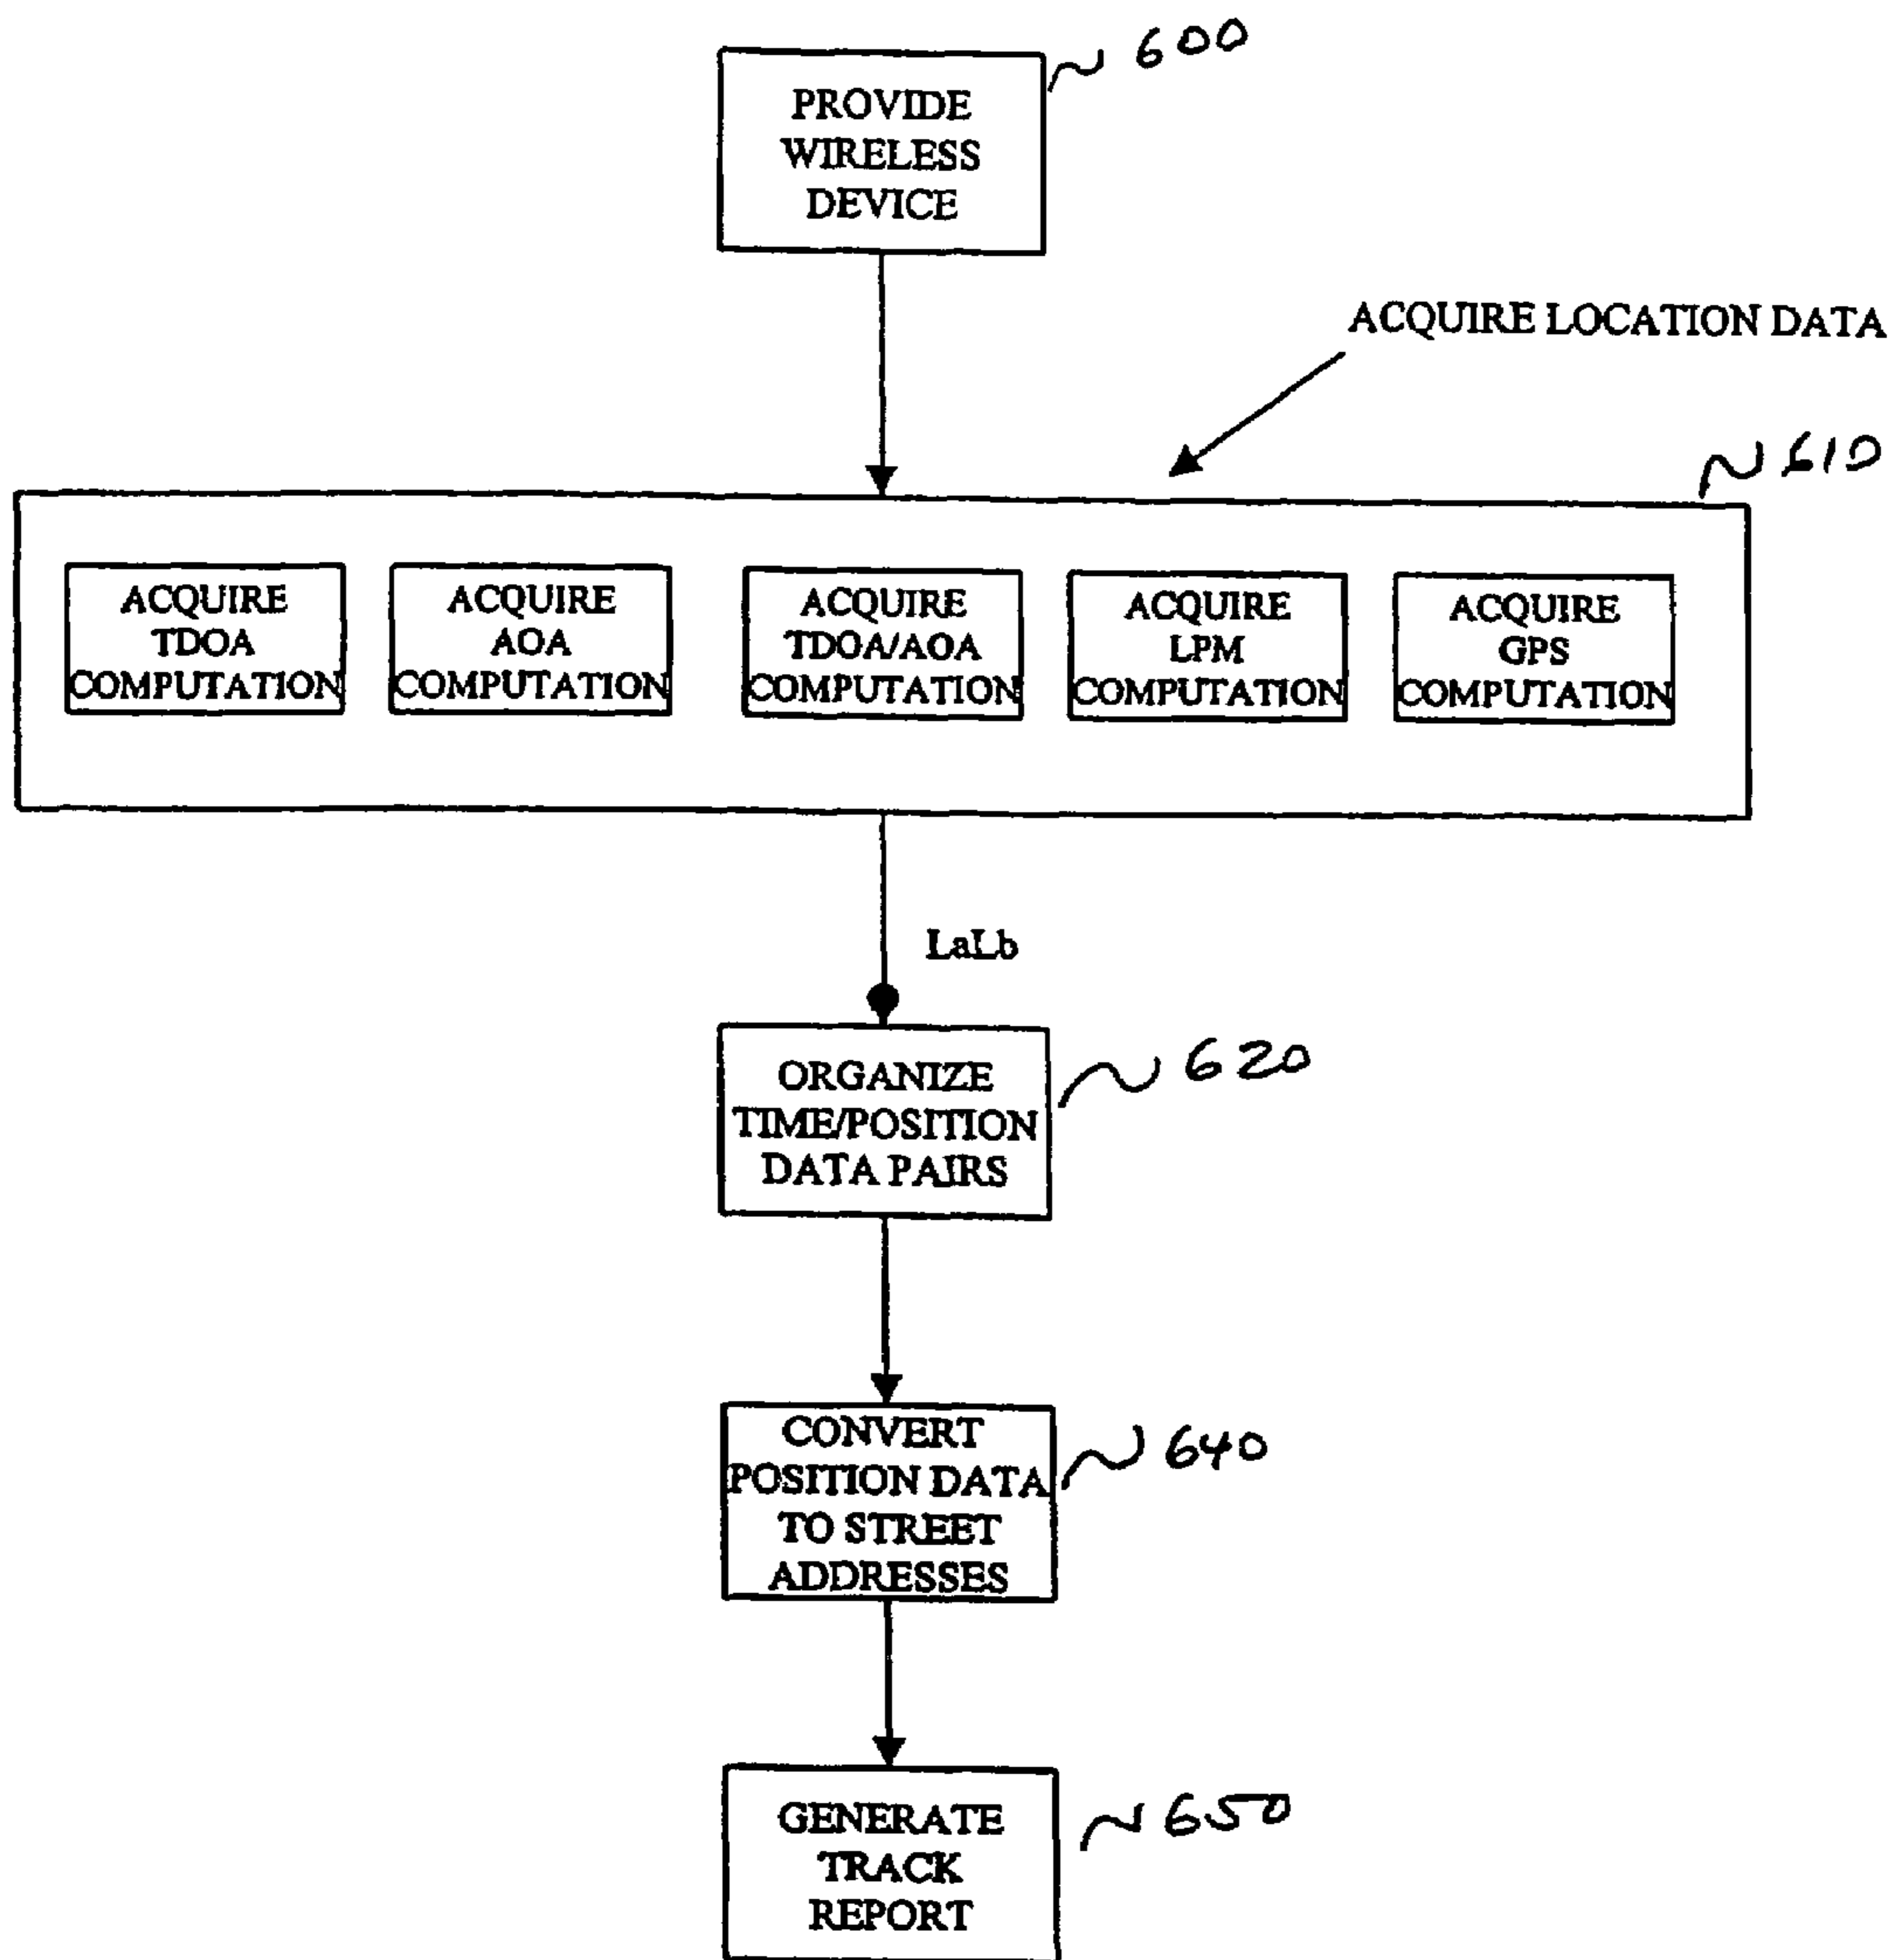 600
PROVIDE
WIRELESS
DEVICE
ACQUIRE LOCATION DATA
610
ACQUIRE
TDOA
COMPUTATION
ACQUIRE
AOA
COMPUTATION
ACQUIRE
TDOA/AOA
COMPUTATION
ACQUIRE
LPM
COMPUTATION
ACQUIRE
GPS
COMPUTATION
LaLb
ORGANIZE
TIME/POSITION
DATA PAIRS
620
CONVERT
POSITION DATA
TO STREET
ADDRESSES
640
GENERATE
TRACK
REPORT
650